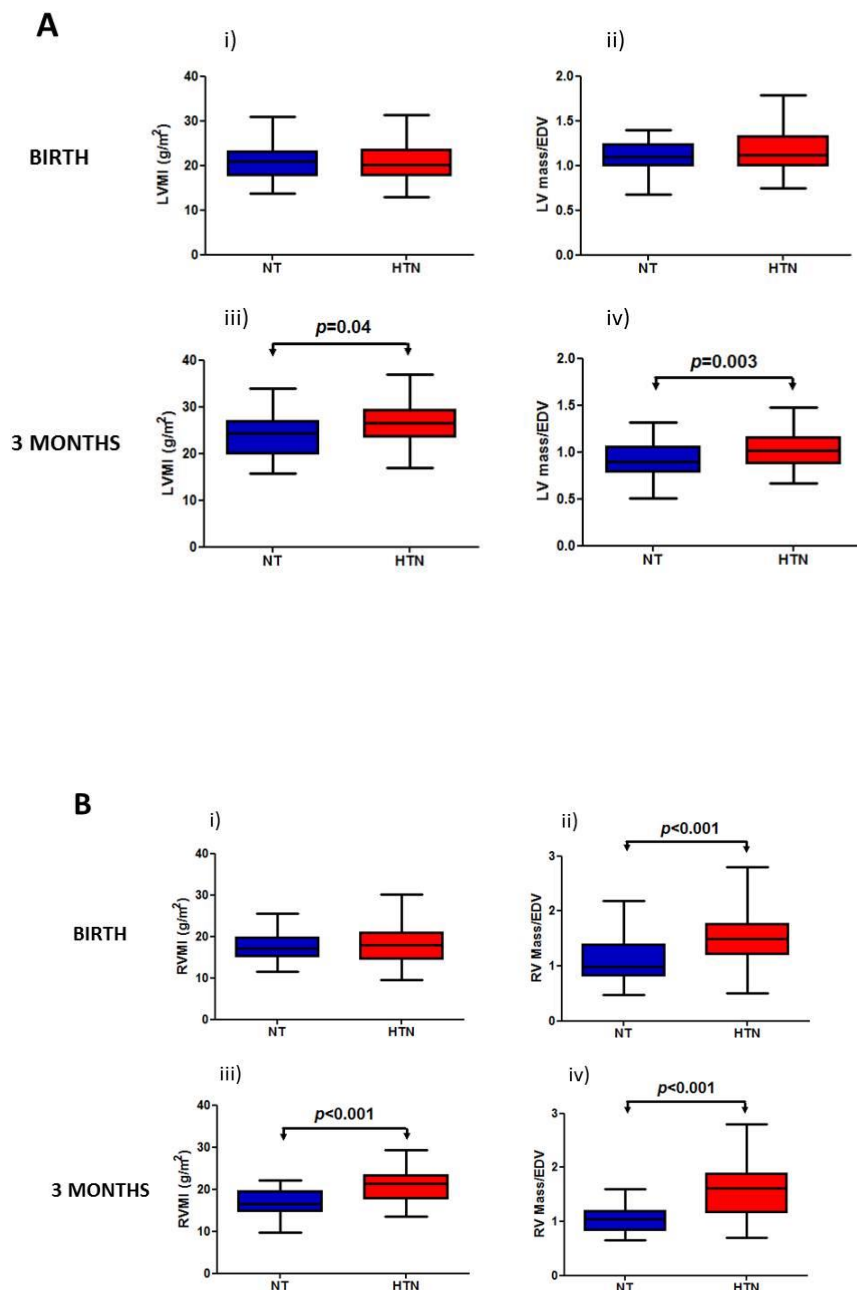 A
i)
ii)
BIRTH
40
30
20
10
0
LVMI (g/m²)
NT
HTN
2.0
1.5
1.0
0.5
0.0
LV mass/EDV
NT
HTN
3 MONTHS
iii)
p=0.04
40
30
20
10
0
LVMI (g/m²)
NT
HTN
iv)
p=0.003
2.0
1.5
1.0
0.5
0.0
LV mass/EDV
NT
HTN
B
i)
ii)
BIRTH
40
30
20
10
0
RVMI (g/m²)
NT
HTN
p<0.001
3
2
1
0
RV Mass/EDV
NT
HTN
3 MONTHS
iii)
p<0.001
40
30
20
10
0
RVMI (g/m²)
NT
HTN
iv)
p<0.001
3
2
1
0
RV Mass/EDV
NT
HTN